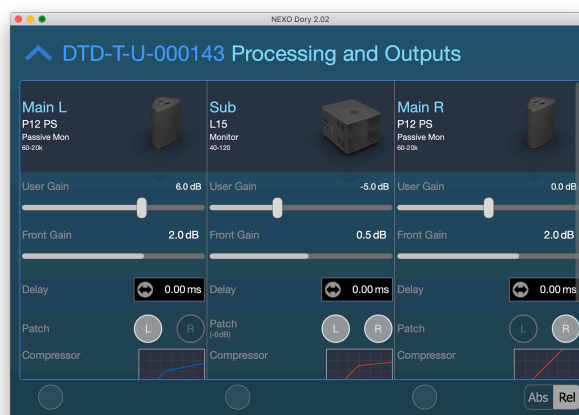 NEXO Dory 2.02
DTD-T-U-000143 Processing and Outputs
Main L
P12 PS
Passive Mon
60-20k
Sub
L15
Monitor
40-120
Main R
P12 PS
Passive Mon
60-20k
User Gain 6.0 dB
User Gain -5.0 dB
User Gain 0.0 dB
Front Gain 2.0 dB
Front Gain 0.5 dB
Front Gain 2.0 dB
Delay 0.00 ms
Delay 0.00 ms
Delay 0.00 ms
Patch L R
Patch L R
(-6dB)
Patch L R
Compressor
Compressor
Compressor
Abs Rel